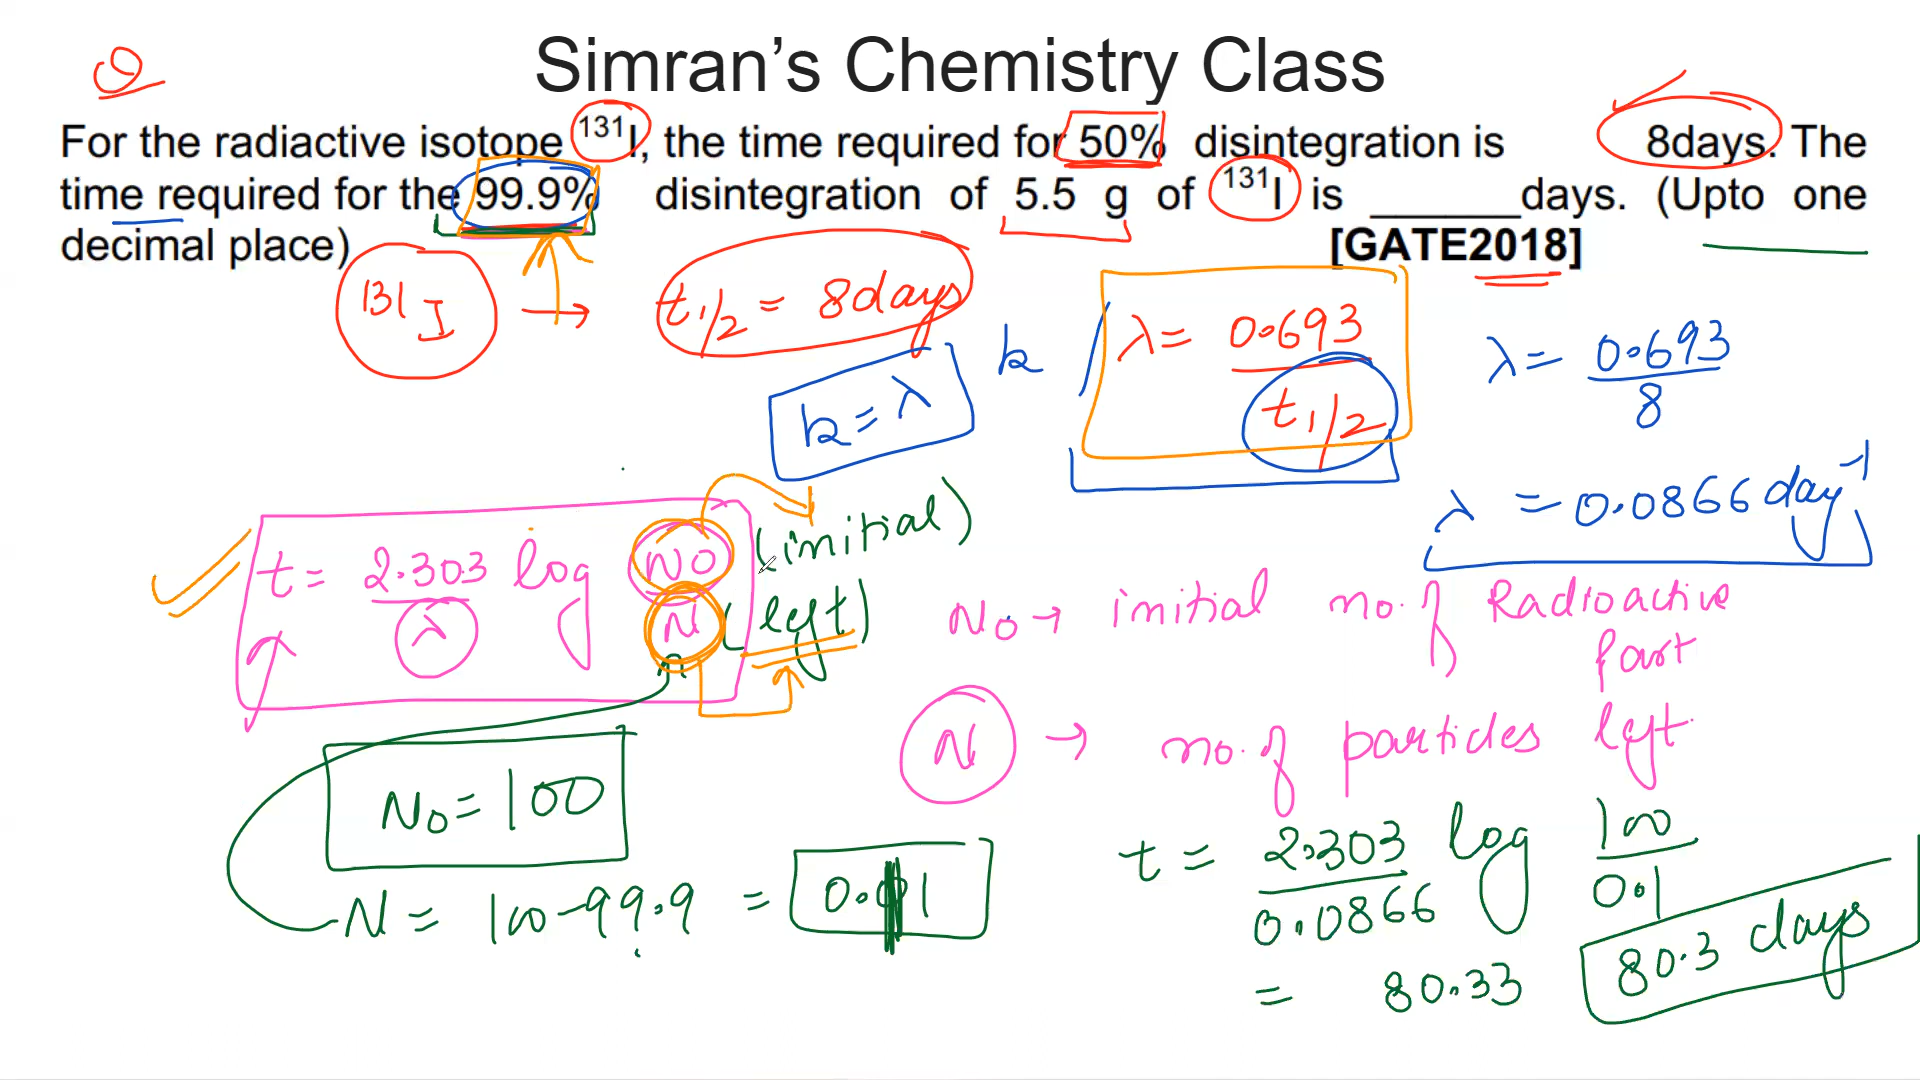 Simran’s Chemistry Class
Q
For the radiactive isotope ¹³¹I, the time required for 50% disintegration is 8days. The
time required for the 99.9% disintegration of 5.5 g of ¹³¹I is ______days. (Upto one
decimal place) [GATE2018]
¹³¹I → t₁/₂ = 8days
k = λ
k
λ = 0.693 / t₁/₂
λ = 0.693 / 8
λ = 0.0866 day⁻¹
t = 2.303 / λ log N₀ (initial) / N (left)
N₀ → initial no. of Radioactive
part
N → no. of particles left
N₀ = 100
N = 100-99.9 = 0.1
t = 2.303 / 0.0866 log 100 / 0.1
= 80.33
80.3 days